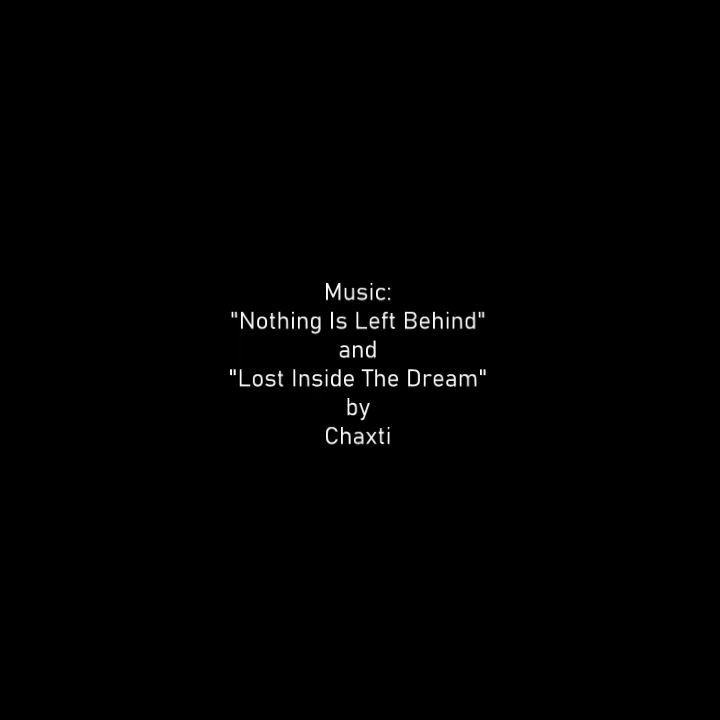 Music:
"Nothing Is Left Behind"
and
"Lost Inside The Dream"
by
Chaxti